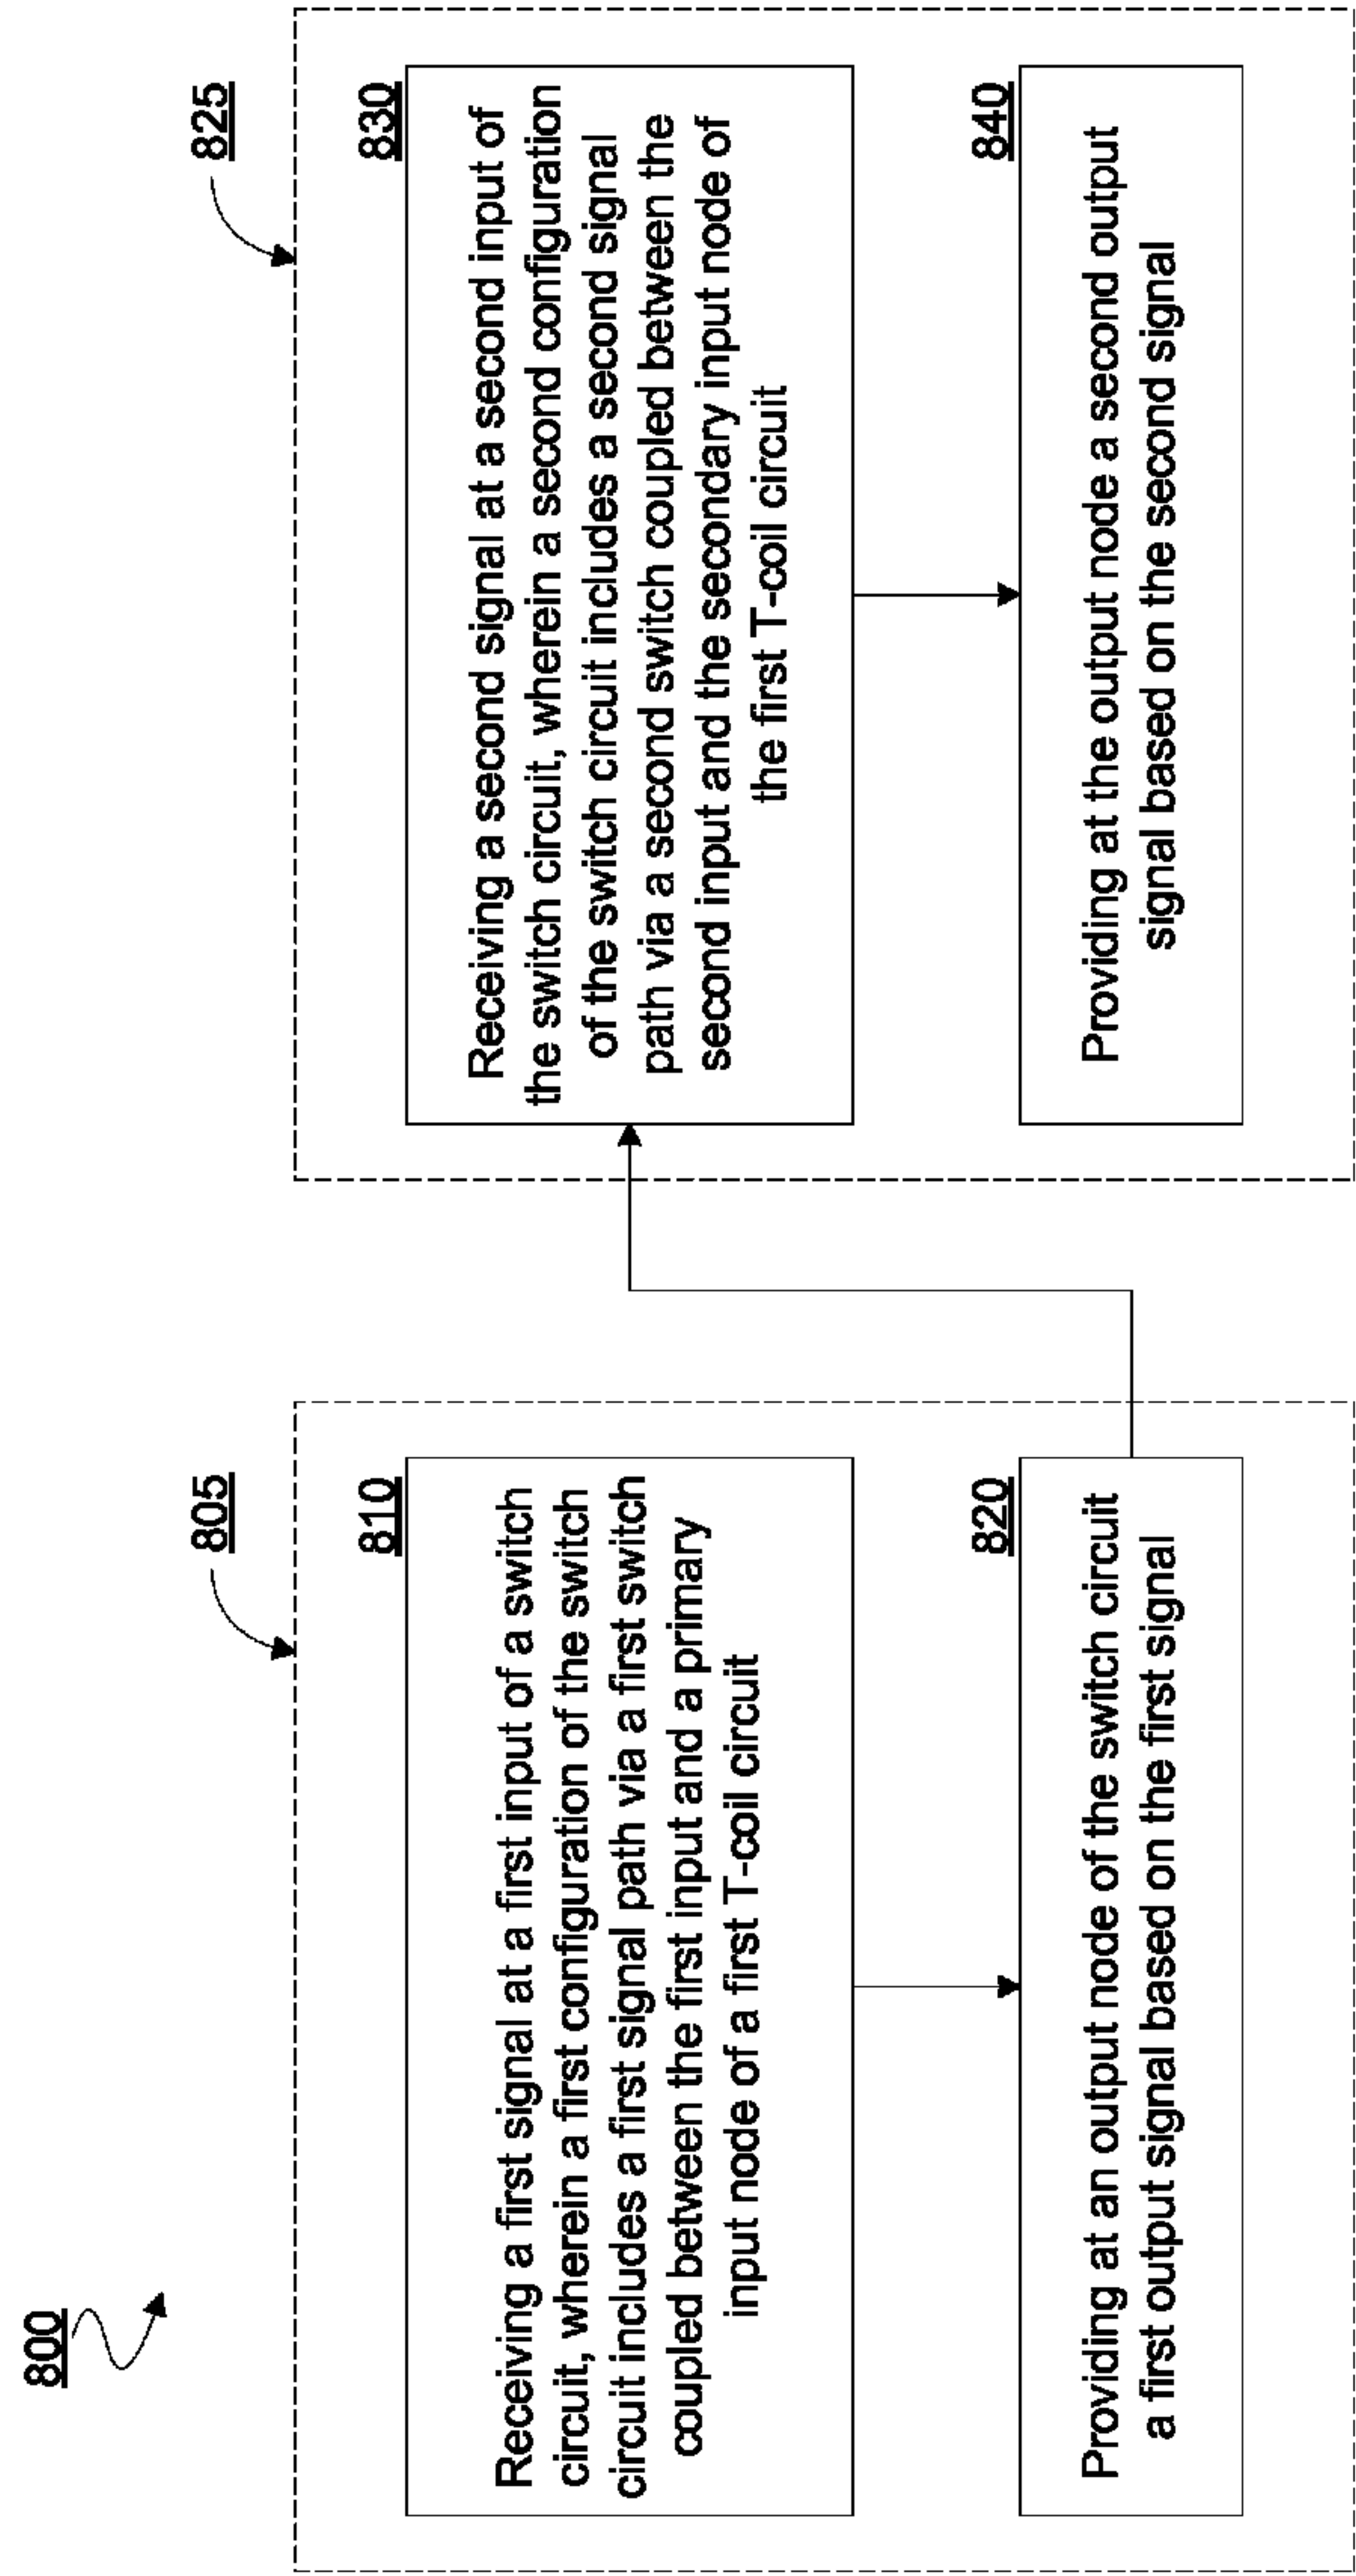 800
805
810
Receiving a first signal at a first input of a switch
circuit, wherein a first configuration of the switch
circuit includes a first signal path via a first switch
coupled between the first input and a primary
input node of a first T-coil circuit
820
Providing at an output node of the switch circuit
a first output signal based on the first signal
825
830
Receiving a second signal at a second input of
the switch circuit, wherein a second configuration
of the switch circuit includes a second signal
path via a second switch coupled between the
second input and the secondary input node of
the first T-coil circuit
840
Providing at the output node a second output
signal based on the second signal